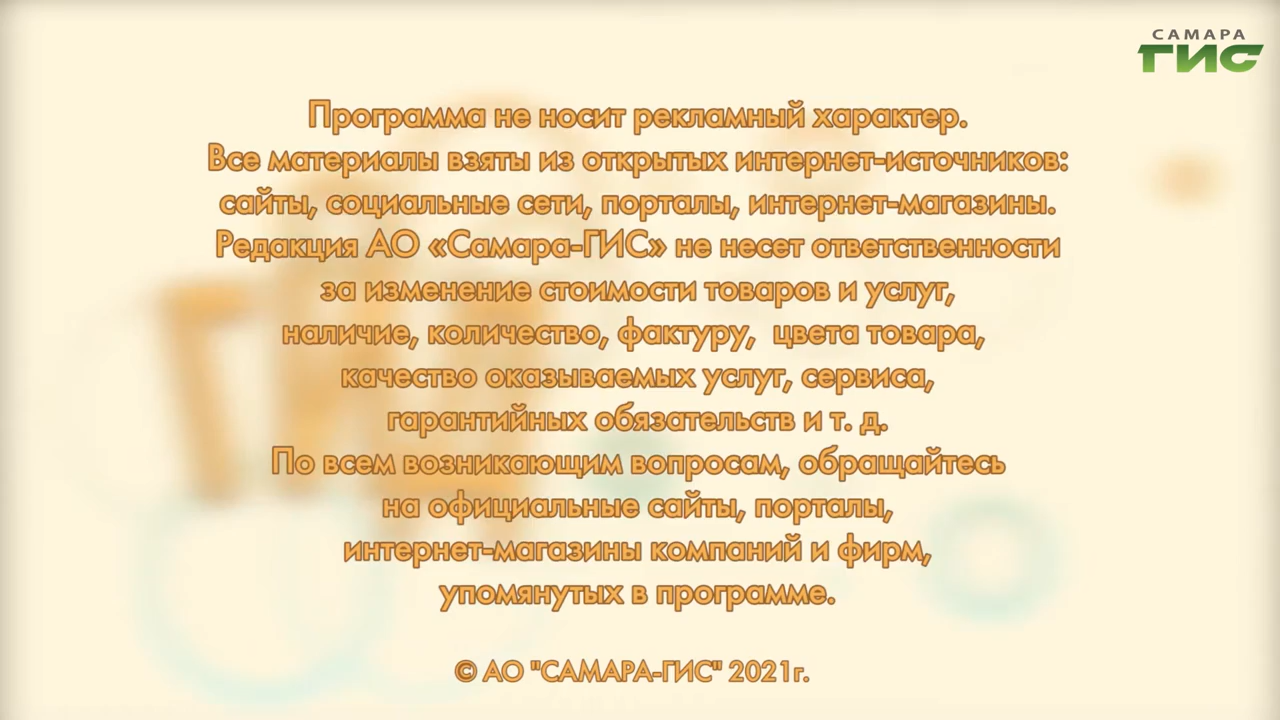 САМАРА
ГИС
Программа не носит рекламный характер.
Все материалы взяты из открытых интернет-источников:
сайты, социальные сети, порталы, интернет-магазины.
Редакция АО «Самара-ГИС» не несет ответственности
за изменение стоимости товаров и услуг,
наличие, количество, фактуру,  цвета товара,
качество оказываемых услуг, сервиса,
гарантийных обязательств и т. д.
По всем возникающим вопросам, обращайтесь
на официальные сайты, порталы,
интернет-магазины компаний и фирм,
упомянутых в программе.
© АО "САМАРА-ГИС" 2021г.